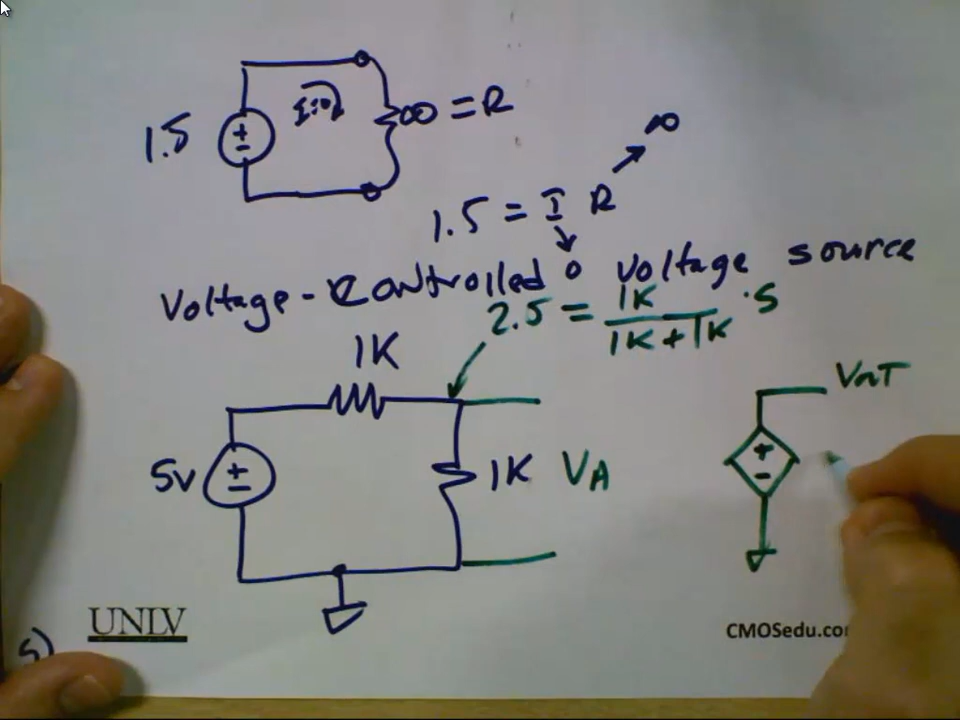 1.5
∞ = R
∞
1.5 = I R
Voltage-Controlled voltage source
0
2.5 = 1K / 1K + 1K · 5
1K
VOUT
+
-
5V
+
-
1K
VA
+
-
UNLV
CMOSedu.co
5)